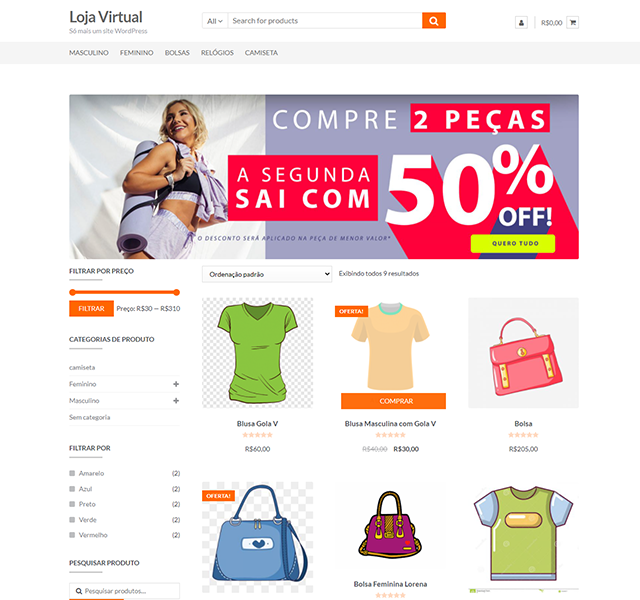 Loja Virtual
Só mais um site WordPress
All
Search for products
R$0,00
MASCULINO FEMININO BOLSAS RELÓGIOS CAMISETA
COMPRE 2 PEÇAS
A SEGUNDA
SAI COM
50%
OFF!
O DESCONTO SERÁ APLICADO NA PEÇA DE MENOR VALOR*
QUERO TUDO
FILTRAR POR PREÇO
FILTRAR
Preço: R$30 — R$310
CATEGORIAS DE PRODUTO
camiseta
Feminino
Masculino
Sem categoria
FILTRAR POR
Amarelo (2)
Azul (2)
Preto (2)
Verde (2)
Vermelho (2)
PESQUISAR PRODUTO
Pesquisar produtos...
Ordenação padrão
Exibindo todos 9 resultados
Blusa Gola V
R$60,00
OFERTA!
COMPRAR
Blusa Masculina com Gola V
R$40,00 R$30,00
Bolsa
R$205,00
OFERTA!
Bolsa Feminina Lorena